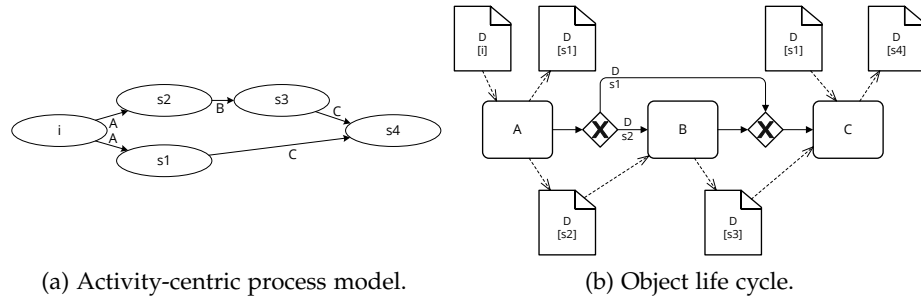 i
A
A
s2
B
s3
C
s1
C
s4
(a) Activity-centric process model.
D
[i]
D
[s1]
D
[s1]
D
[s4]
D
s1
A
X
D
s2
B
X
C
D
[s2]
D
[s3]
(b) Object life cycle.